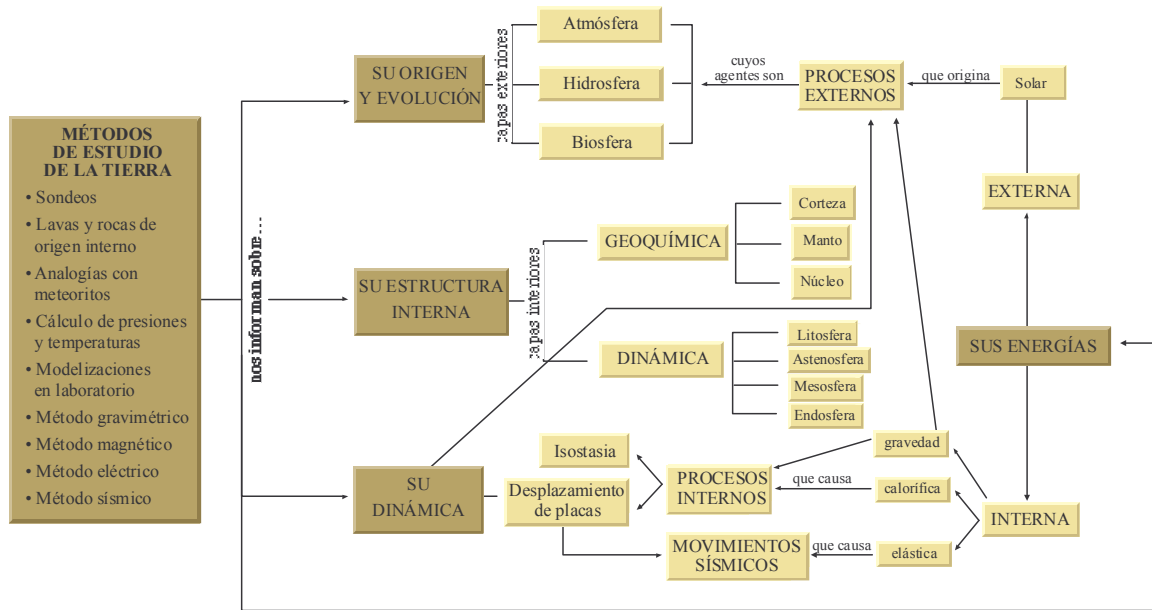 MÉTODOS
DE ESTUDIO
DE LA TIERRA
• Sondeos
• Lavas y rocas de
origen interno
• Analogías con
meteoritos
• Cálculo de presiones
y temperaturas
• Modelizaciones
en laboratorio
• Método gravimétrico
• Método magnético
• Método eléctrico
• Método sísmico
nos informan sobre…
SU ORIGEN
Y EVOLUCIÓN
capas exteriores
Atmósfera
Hidrosfera
Biosfera
cuyos
agentes son
PROCESOS
EXTERNOS
que origina
Solar
EXTERNA
SU ESTRUCTURA
INTERNA
capas interiores
GEOQUÍMICA
Corteza
Manto
Núcleo
DINÁMICA
Litosfera
Astenosfera
Mesosfera
Endosfera
SUS ENERGÍAS
SU
DINÁMICA
Isostasia
Desplazamiento
de placas
PROCESOS
INTERNOS
MOVIMIENTOS
SÍSMICOS
que causa
que causa
gravedad
calorífica
elástica
INTERNA